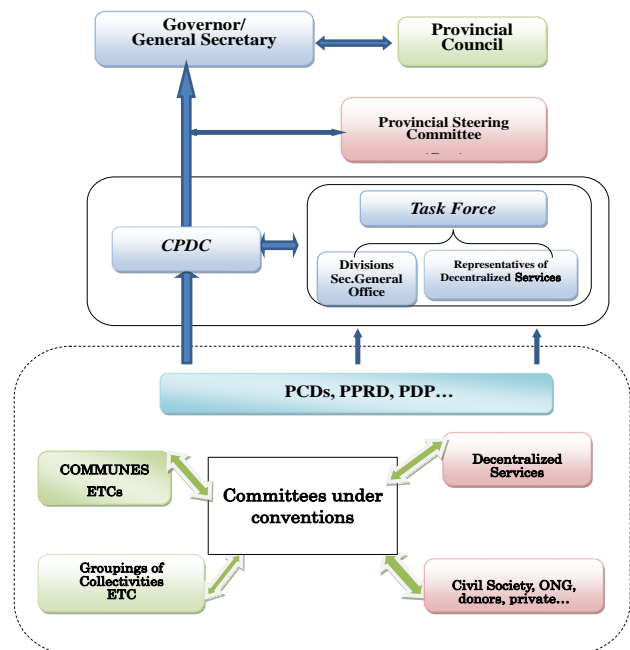 Governor/
General Secretary
Provincial
Council
Provincial Steering
Committee
CPDC
Task Force
Divisions
Sec.General
Office
Representatives of
Decentralized Services
PCDs, PPRD, PDP…
COMMUNES
ETCs
Committees under
conventions
Decentralized
Services
Groupings of
Collectivities
ETC
Civil Society, ONG,
donors, private…